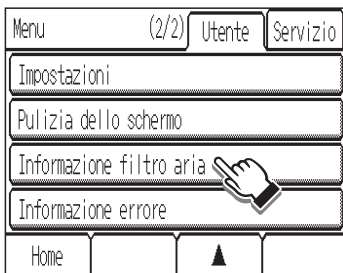 Menu (2/2) Utente Servizio
Impostazioni
Pulizia dello schermo
Informazione filtro aria
Informazione errore
Home